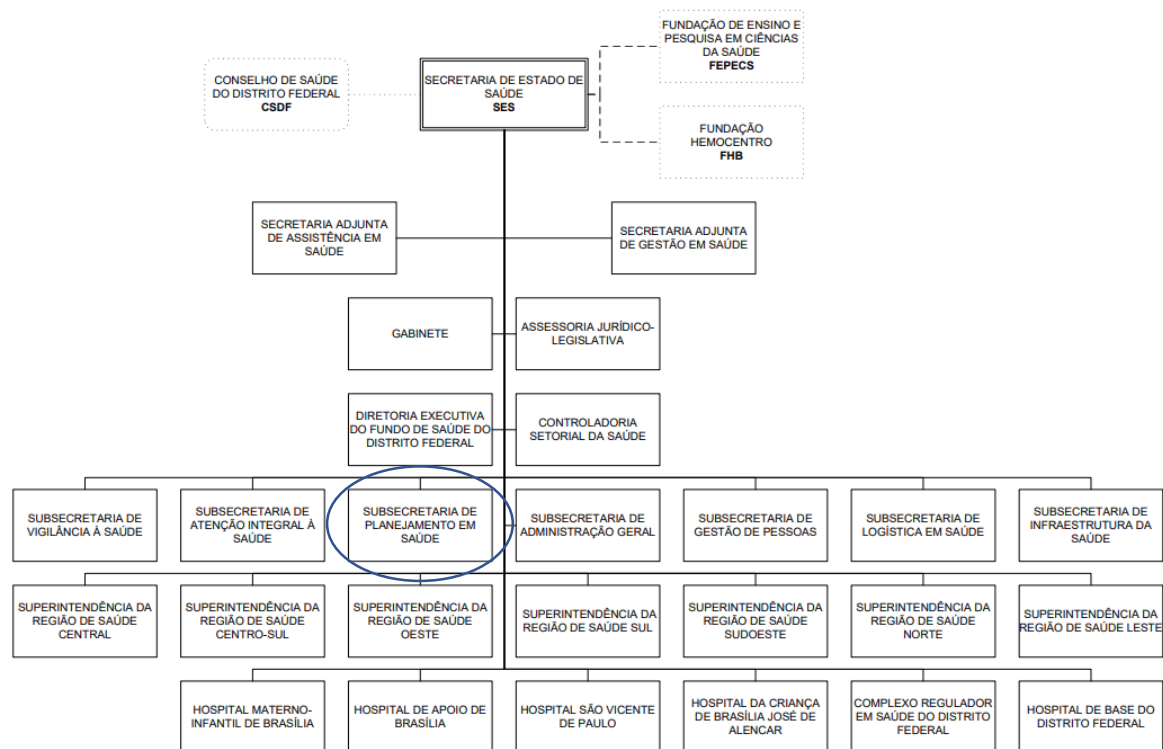 FUNDAÇÃO DE ENSINO E
PESQUISA EM CIÊNCIAS
DA SAÚDE
FEPECS
CONSELHO DE SAÚDE
DO DISTRITO FEDERAL
CSDF
SECRETARIA DE ESTADO DE
SAÚDE
SES
FUNDAÇÃO
HEMOCENTRO
FHB
SECRETARIA ADJUNTA
DE ASSISTÊNCIA EM
SAÚDE
SECRETARIA ADJUNTA
DE GESTÃO EM SAÚDE
GABINETE
ASSESSORIA JURÍDICO-
LEGISLATIVA
DIRETORIA EXECUTIVA
DO FUNDO DE SAÚDE DO
DISTRITO FEDERAL
CONTROLADORIA
SETORIAL DA SAÚDE
SUBSECRETARIA DE
VIGILÂNCIA À SAÚDE
SUBSECRETARIA DE
ATENÇÃO INTEGRAL À
SAÚDE
SUBSECRETARIA DE
PLANEJAMENTO EM
SAÚDE
SUBSECRETARIA DE
ADMINISTRAÇÃO GERAL
SUBSECRETARIA DE
GESTÃO DE PESSOAS
SUBSECRETARIA DE
LOGÍSTICA EM SAÚDE
SUBSECRETARIA DE
INFRAESTRUTURA DA
SAÚDE
SUPERINTENDÊNCIA DA
REGIÃO DE SAÚDE
CENTRAL
SUPERINTENDÊNCIA DA
REGIÃO DE SAÚDE
CENTRO-SUL
SUPERINTENDÊNCIA DA
REGIÃO DE SAÚDE
OESTE
SUPERINTENDÊNCIA DA
REGIÃO DE SAÚDE SUL
SUPERINTENDÊNCIA DA
REGIÃO DE SAÚDE
SUDOESTE
SUPERINTENDÊNCIA DA
REGIÃO DE SAÚDE
NORTE
SUPERINTENDÊNCIA DA
REGIÃO DE SAÚDE LESTE
HOSPITAL MATERNO-
INFANTIL DE BRASÍLIA
HOSPITAL DE APOIO DE
BRASÍLIA
HOSPITAL SÃO VICENTE
DE PAULO
HOSPITAL DA CRIANÇA
DE BRASÍLIA JOSÉ DE
ALENCAR
COMPLEXO REGULADOR
EM SAÚDE DO DISTRITO
FEDERAL
HOSPITAL DE BASE DO
DISTRITO FEDERAL